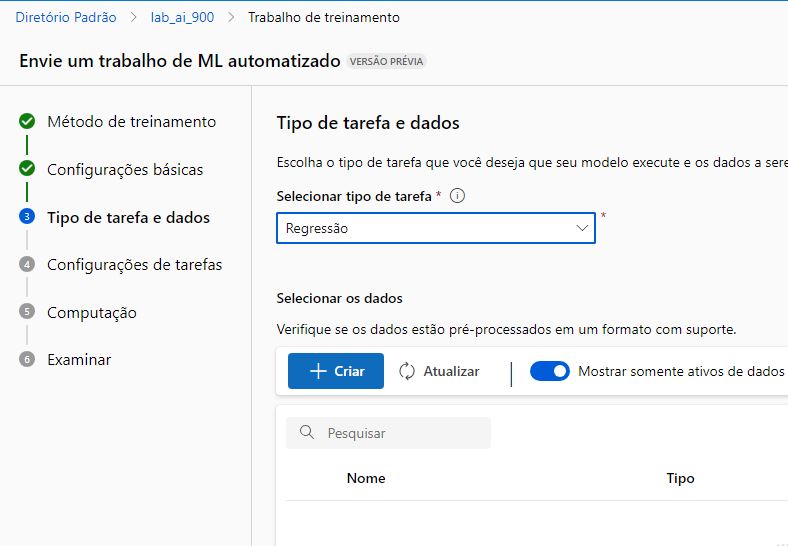 Diretório Padrão > lab_ai_900 > Trabalho de treinamento
Envie um trabalho de ML automatizado VERSÃO PRÉVIA
Método de treinamento
Configurações básicas
3 Tipo de tarefa e dados
4 Configurações de tarefas
5 Computação
6 Examinar
Tipo de tarefa e dados
Escolha o tipo de tarefa que você deseja que seu modelo execute e os dados a sere
Selecionar tipo de tarefa *
Regressão *
Selecionar os dados
Verifique se os dados estão pré-processados em um formato com suporte.
+ Criar Atualizar Mostrar somente ativos de dados
Pesquisar
Nome Tipo